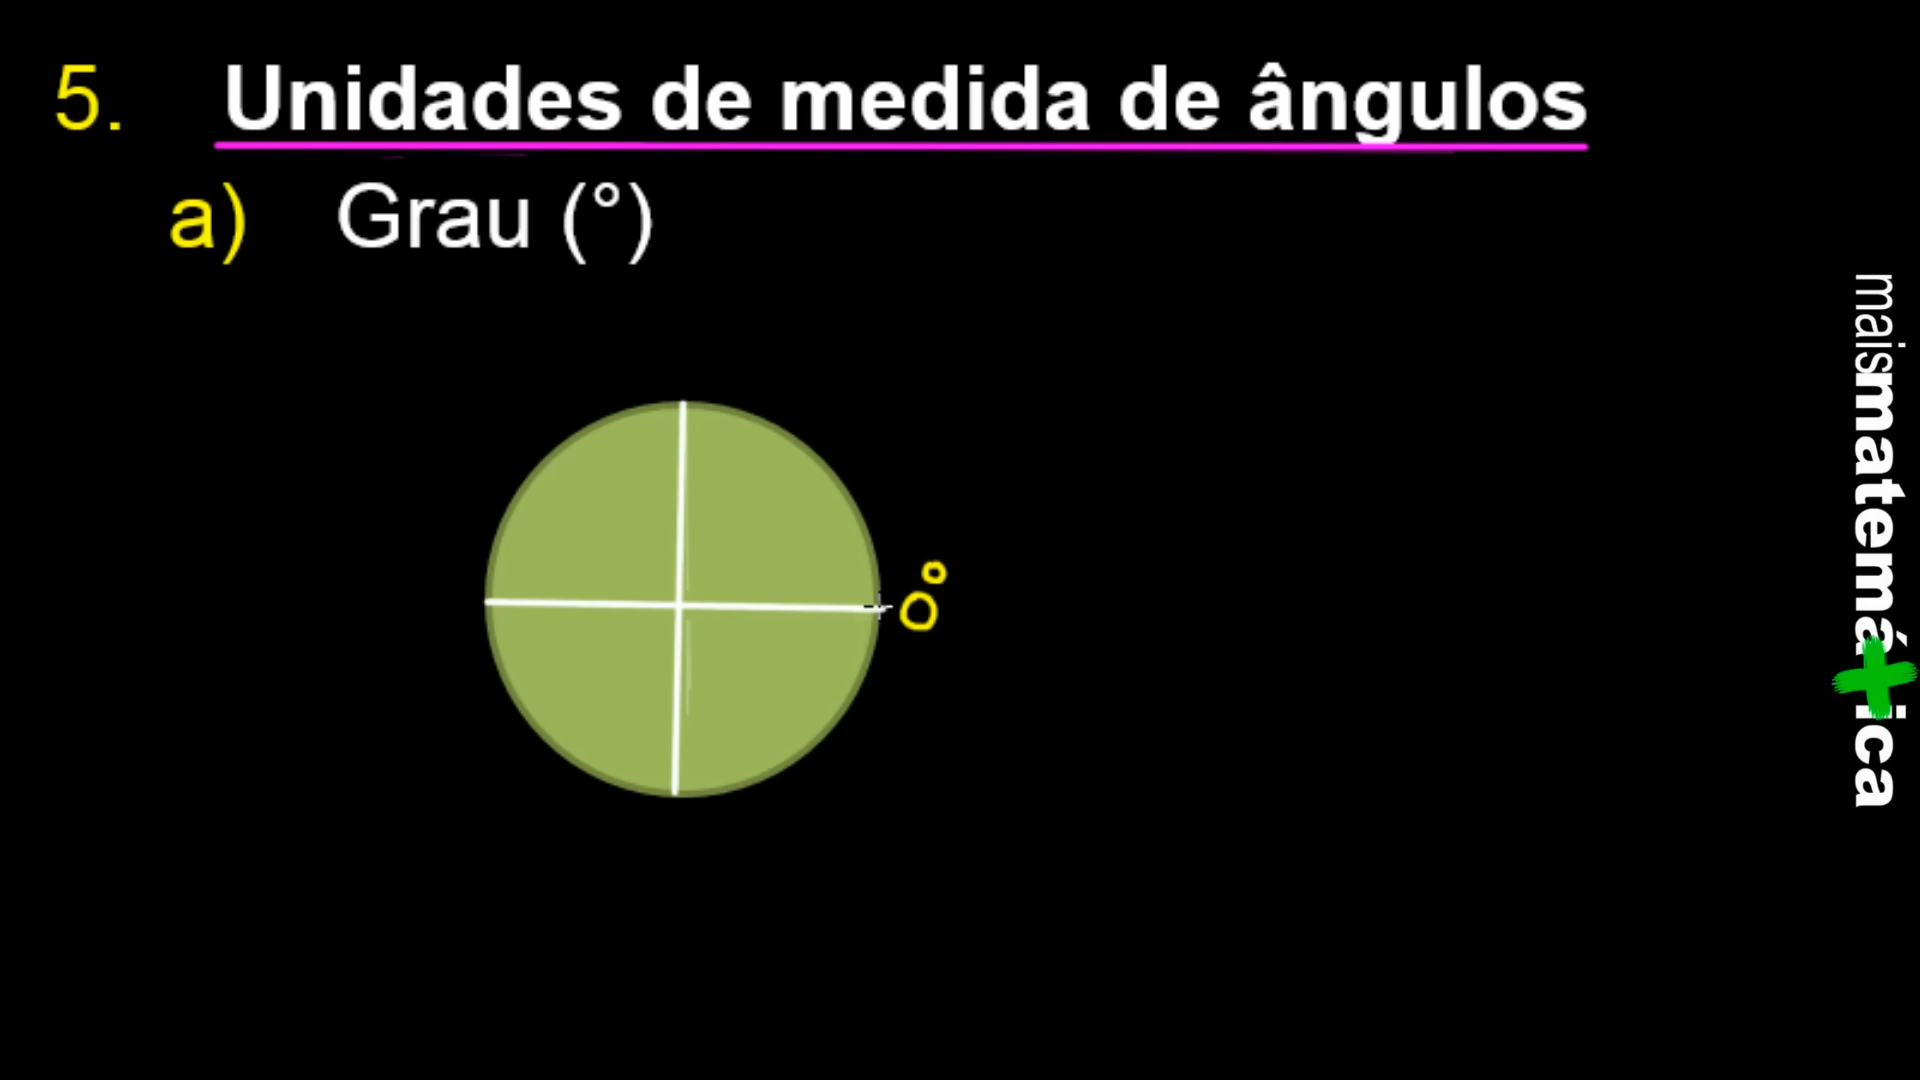 5. Unidades de medida de ângulos
a) Grau (°)
0°
maismatemática